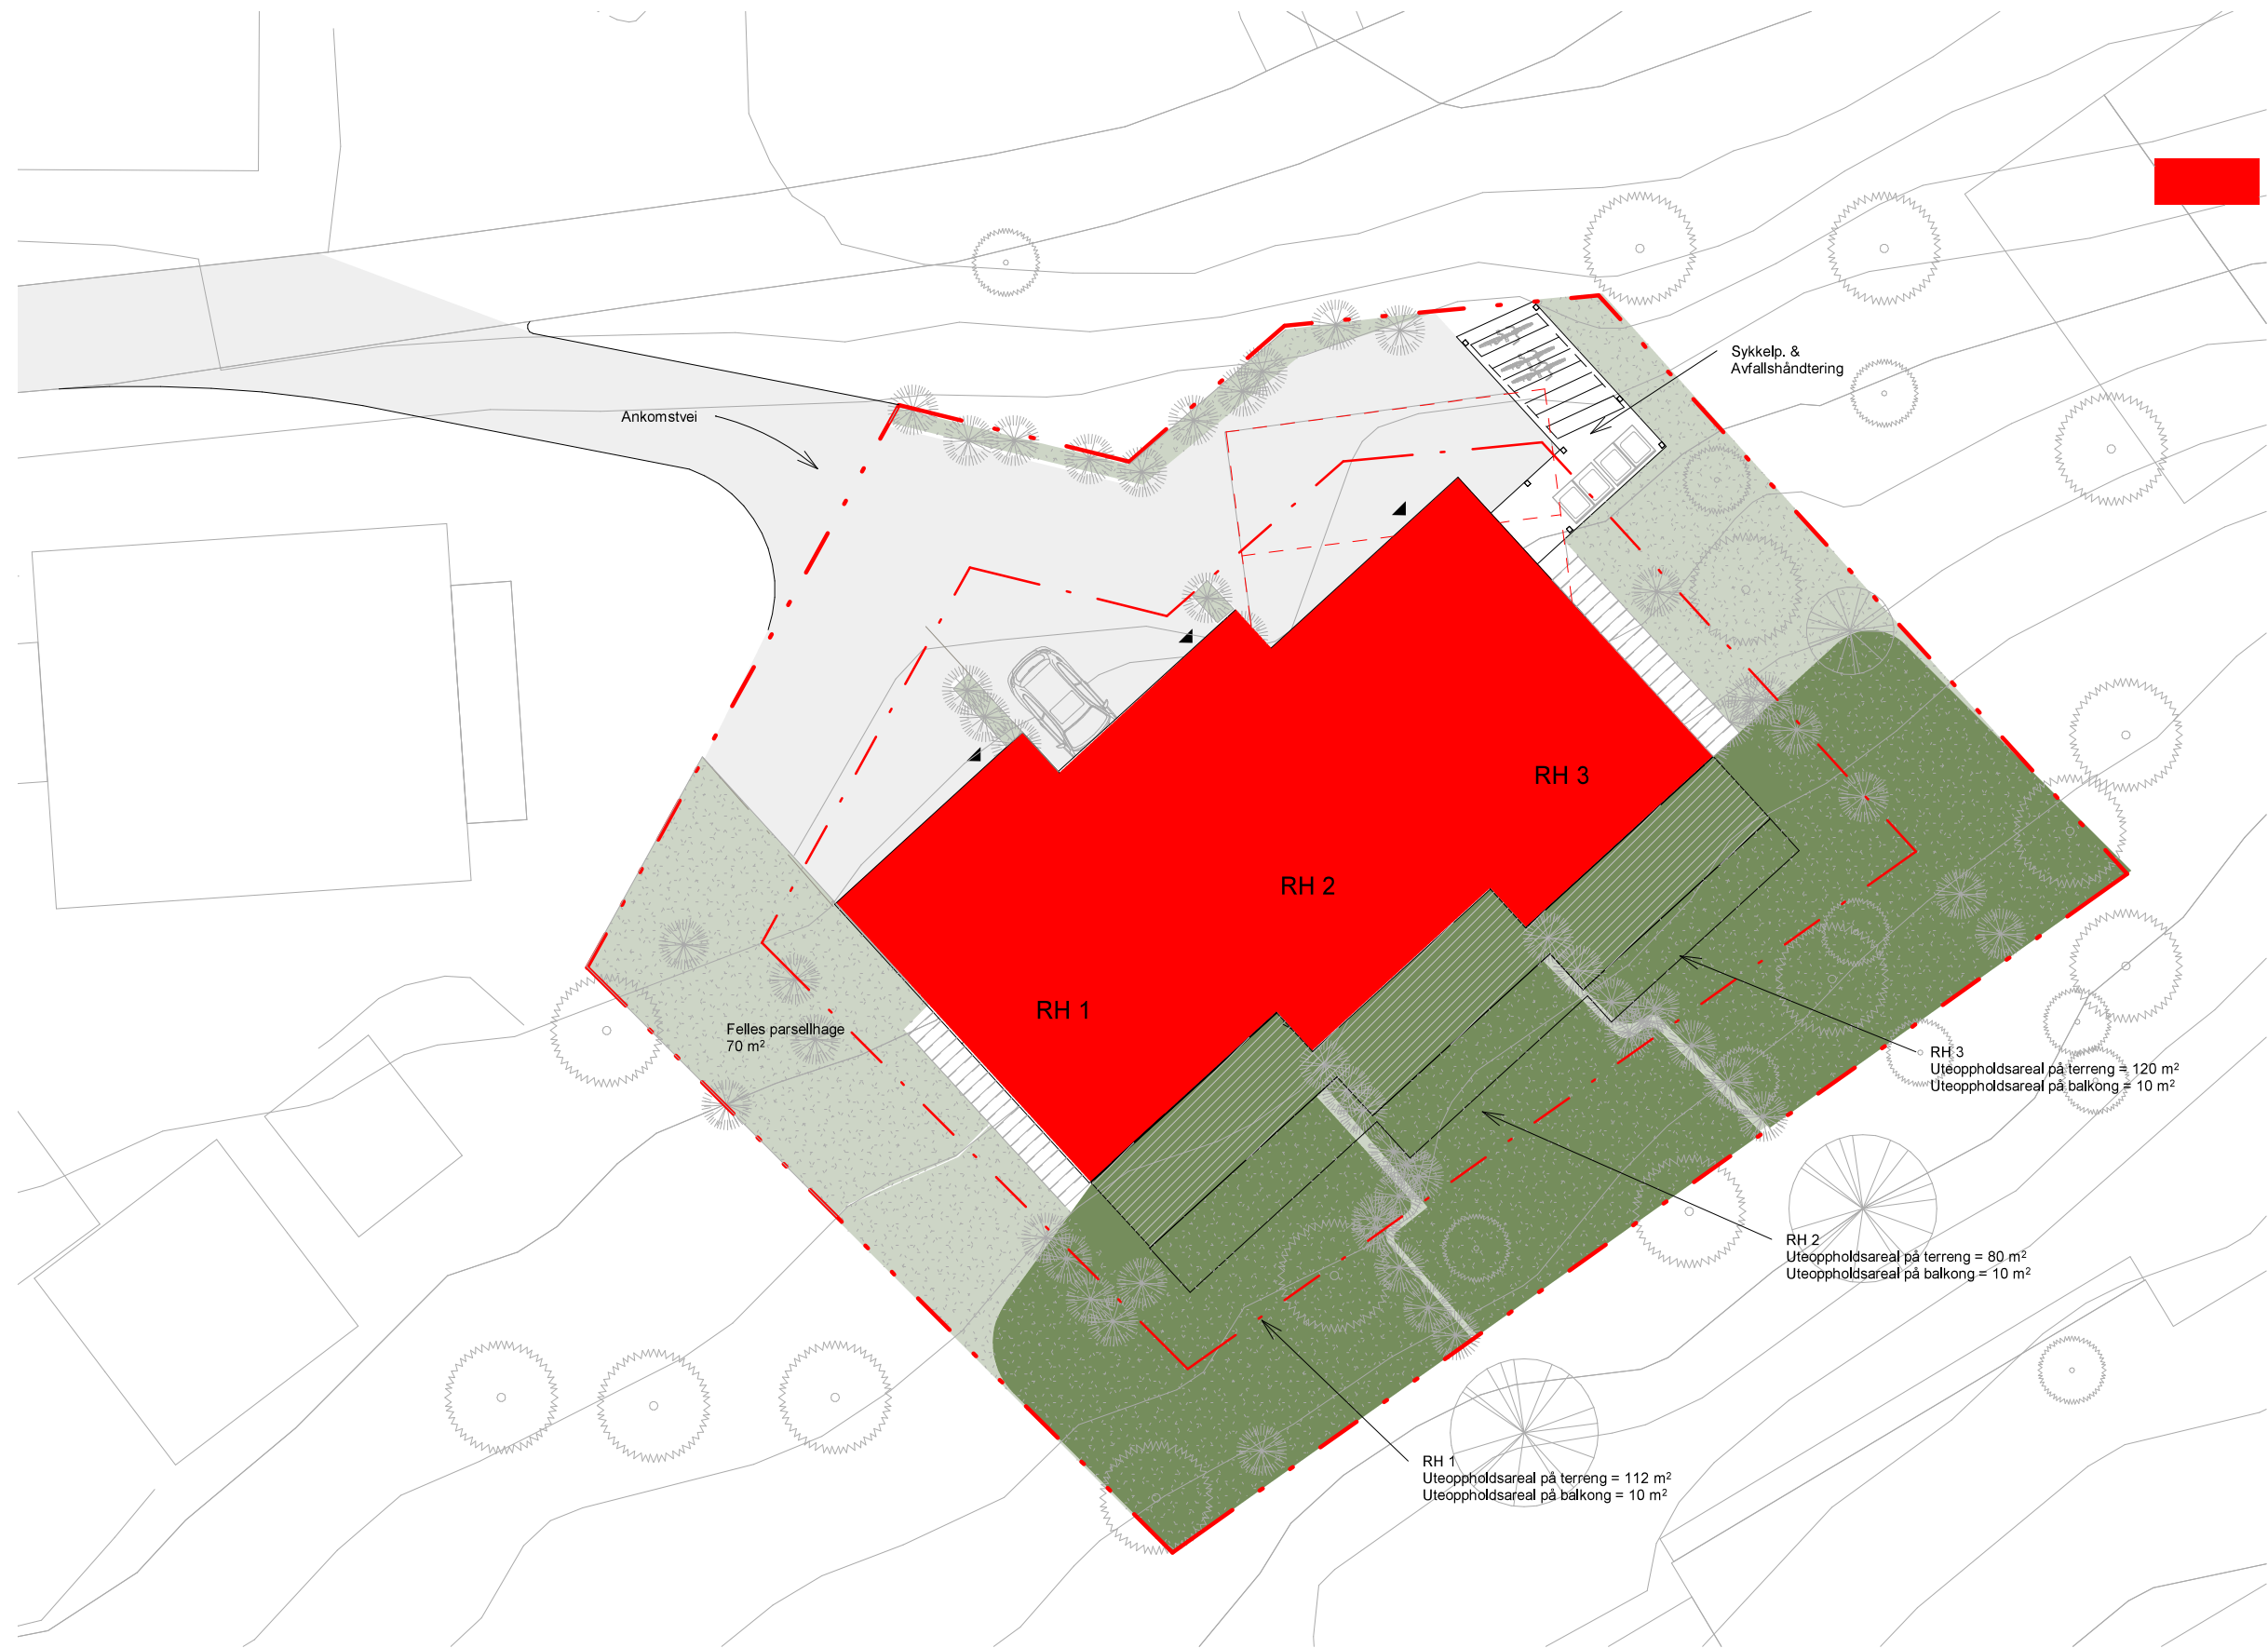 Sykkelp. &
Avfallshåndtering
Ankomstvei
RH 3
RH 2
RH 1
Felles parsellhage
70 m²
RH 3
Uteoppholdsareal på terreng = 120 m²
Uteoppholdsareal på balkong = 10 m²
RH 2
Uteoppholdsareal på terreng = 80 m²
Uteoppholdsareal på balkong = 10 m²
RH 1
Uteoppholdsareal på terreng = 112 m²
Uteoppholdsareal på balkong = 10 m²